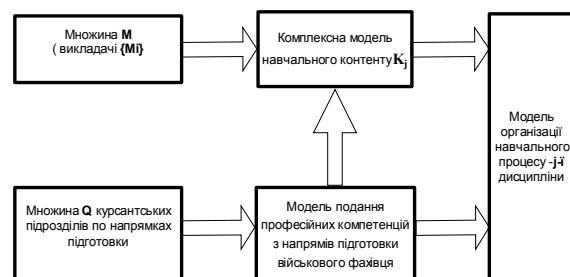 Множина M
( викладачі {Mi}
Комплексна модель
навчального контенту Kj
Модель
організації
навчального
процесу -j-ї
дисципліни
Множина Q курсантських
підрозділів по напрямках
підготовки
Модель подання
професійних компетенцій
з напрямів підготовки
військового фахівця